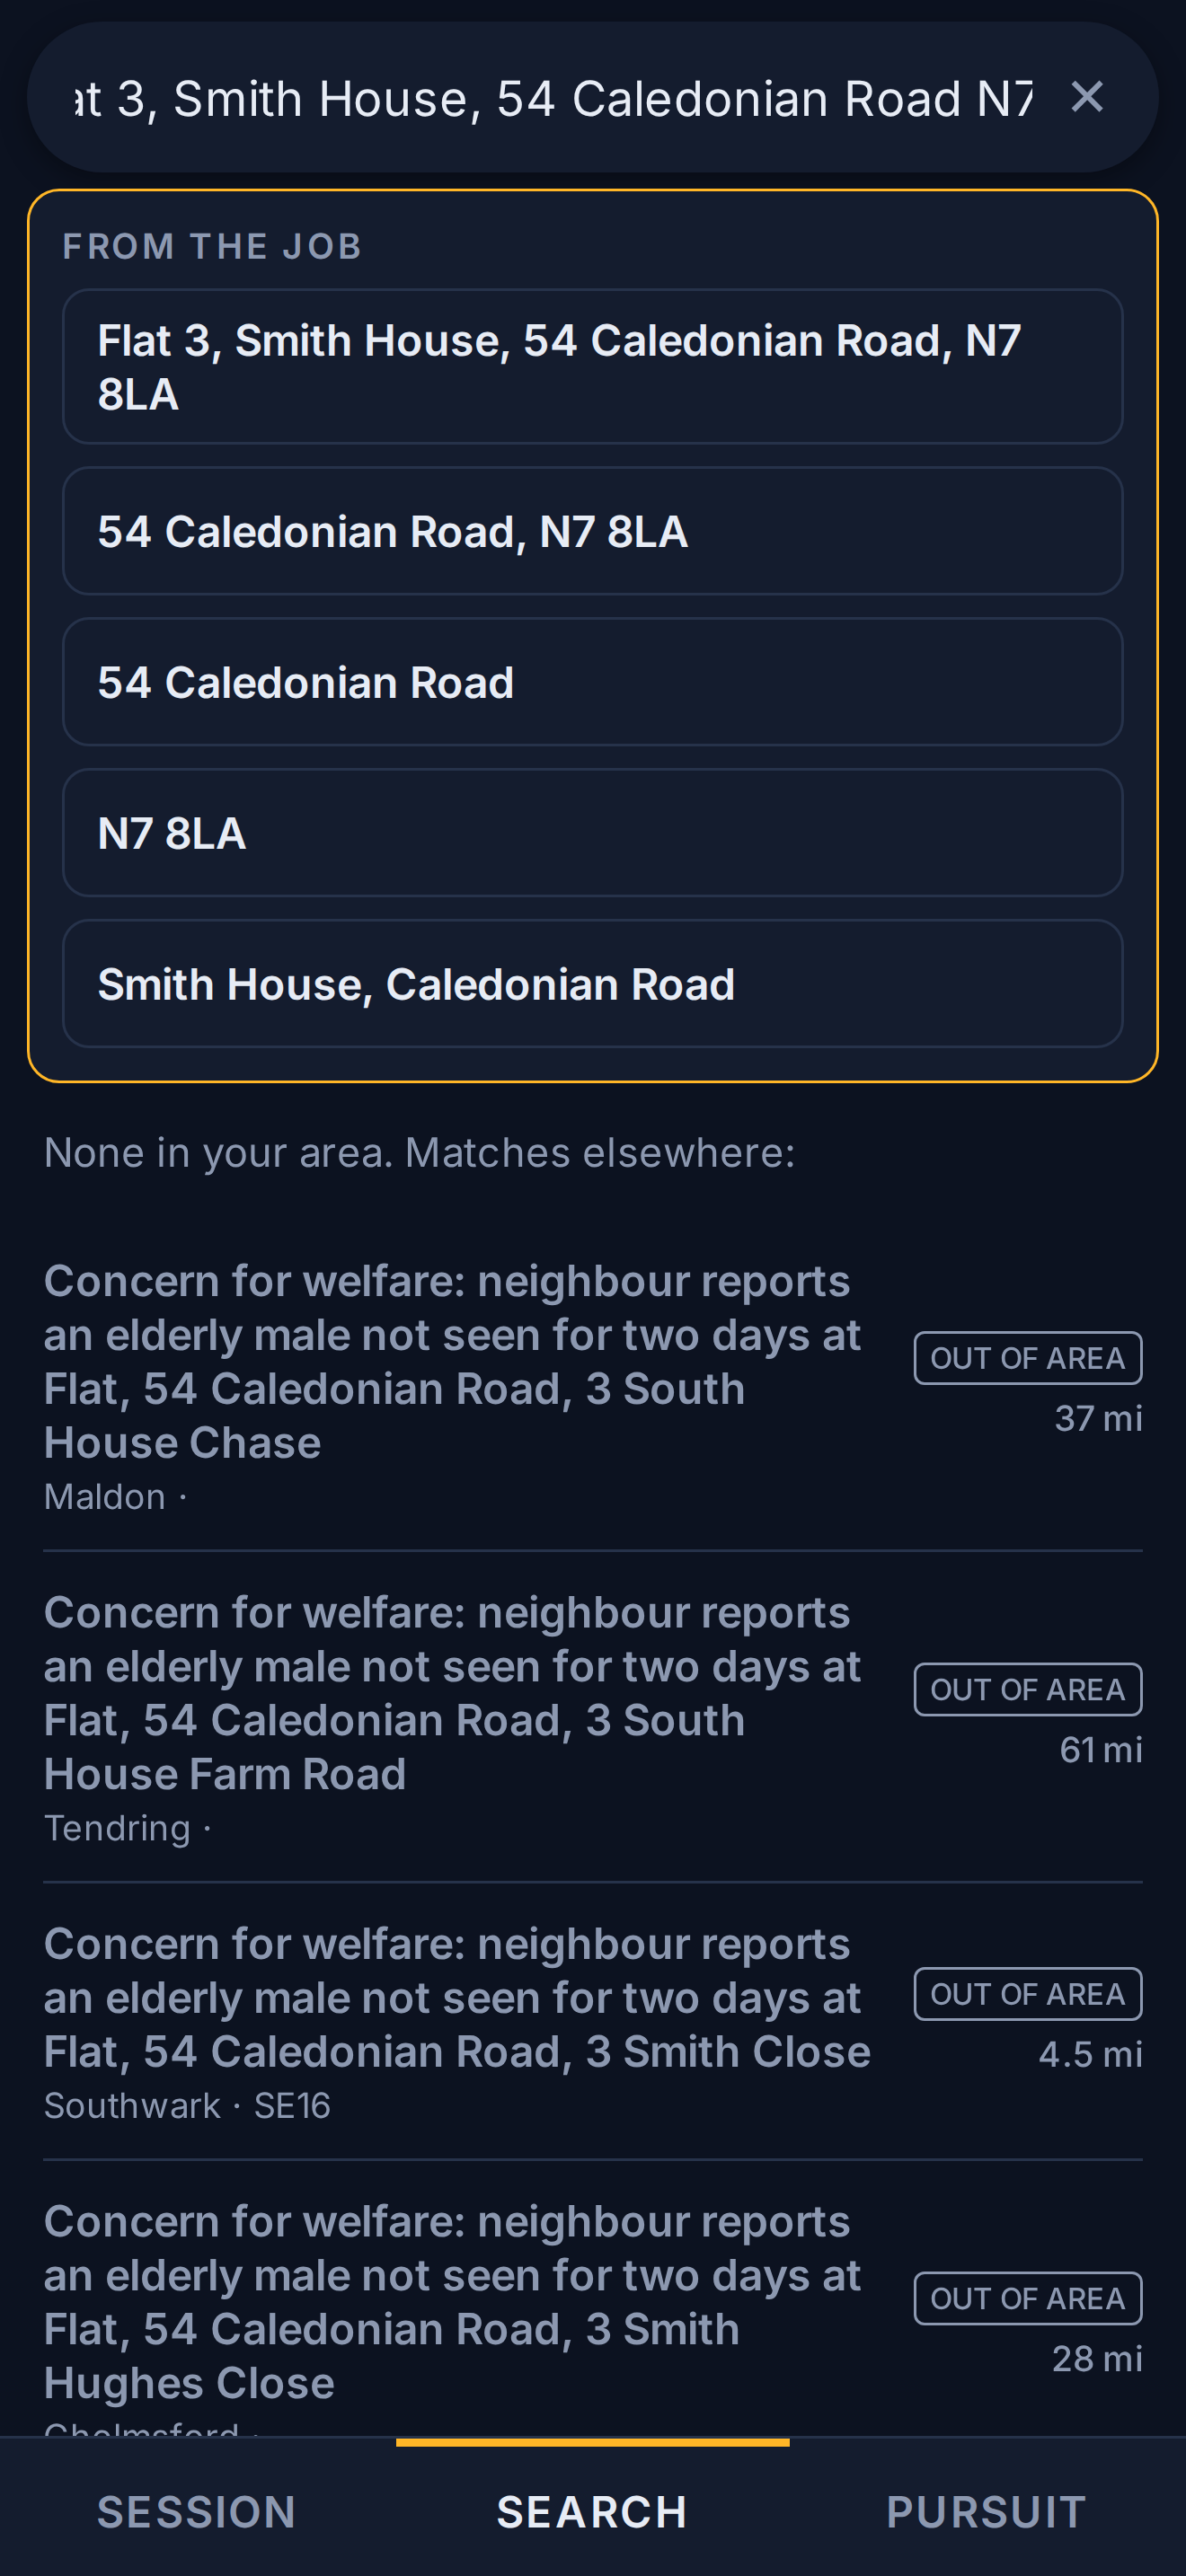 at 3, Smith House, 54 Caledonian Road N7
FROM THE JOB
Flat 3, Smith House, 54 Caledonian Road, N7
8LA
54 Caledonian Road, N7 8LA
54 Caledonian Road
N7 8LA
Smith House, Caledonian Road
None in your area. Matches elsewhere:
Concern for welfare: neighbour reports
an elderly male not seen for two days at
Flat, 54 Caledonian Road, 3 South
House Chase
Maldon ·
OUT OF AREA
37 mi
Concern for welfare: neighbour reports
an elderly male not seen for two days at
Flat, 54 Caledonian Road, 3 South
House Farm Road
Tendring ·
OUT OF AREA
61 mi
Concern for welfare: neighbour reports
an elderly male not seen for two days at
Flat, 54 Caledonian Road, 3 Smith Close
Southwark · SE16
OUT OF AREA
4.5 mi
Concern for welfare: neighbour reports
an elderly male not seen for two days at
Flat, 54 Caledonian Road, 3 Smith
Hughes Close
Chelmsford ·
OUT OF AREA
28 mi
SESSION
SEARCH
PURSUIT